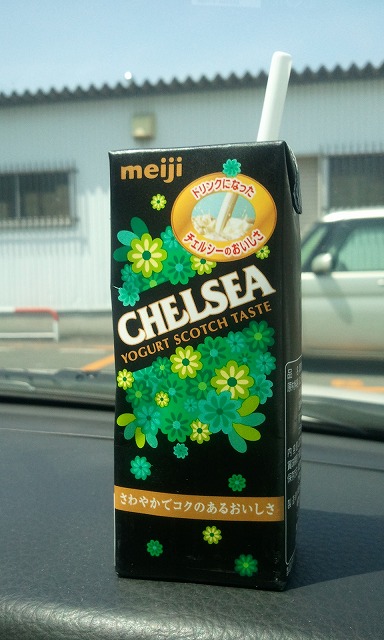 meiji
ドリンクになった
チェルシーのおいしさ
CHELSEA
YOGURT SCOTCH TASTE
さわやかでコクのあるおいしさ